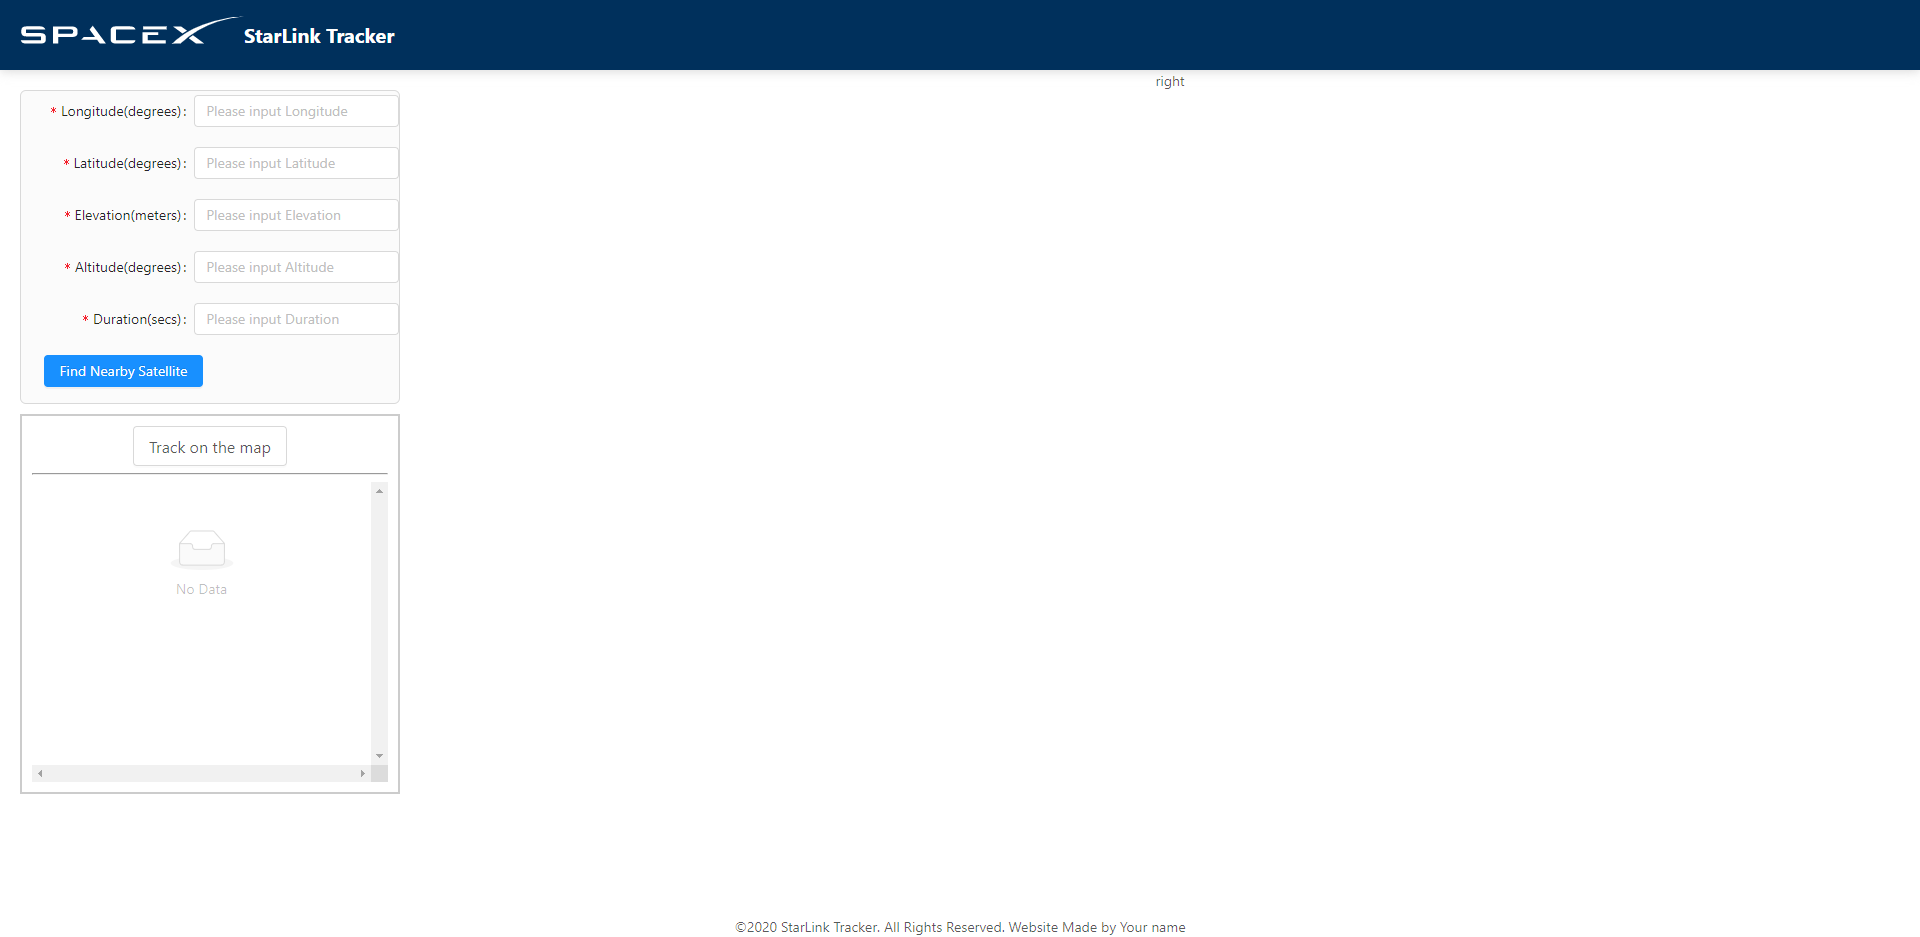 SPACEX StarLink Tracker
right
* Longitude(degrees): Please input Longitude
* Latitude(degrees): Please input Latitude
* Elevation(meters): Please input Elevation
* Altitude(degrees): Please input Altitude
* Duration(secs): Please input Duration
Find Nearby Satellite
Track on the map
No Data
©2020 StarLink Tracker. All Rights Reserved. Website Made by Your name